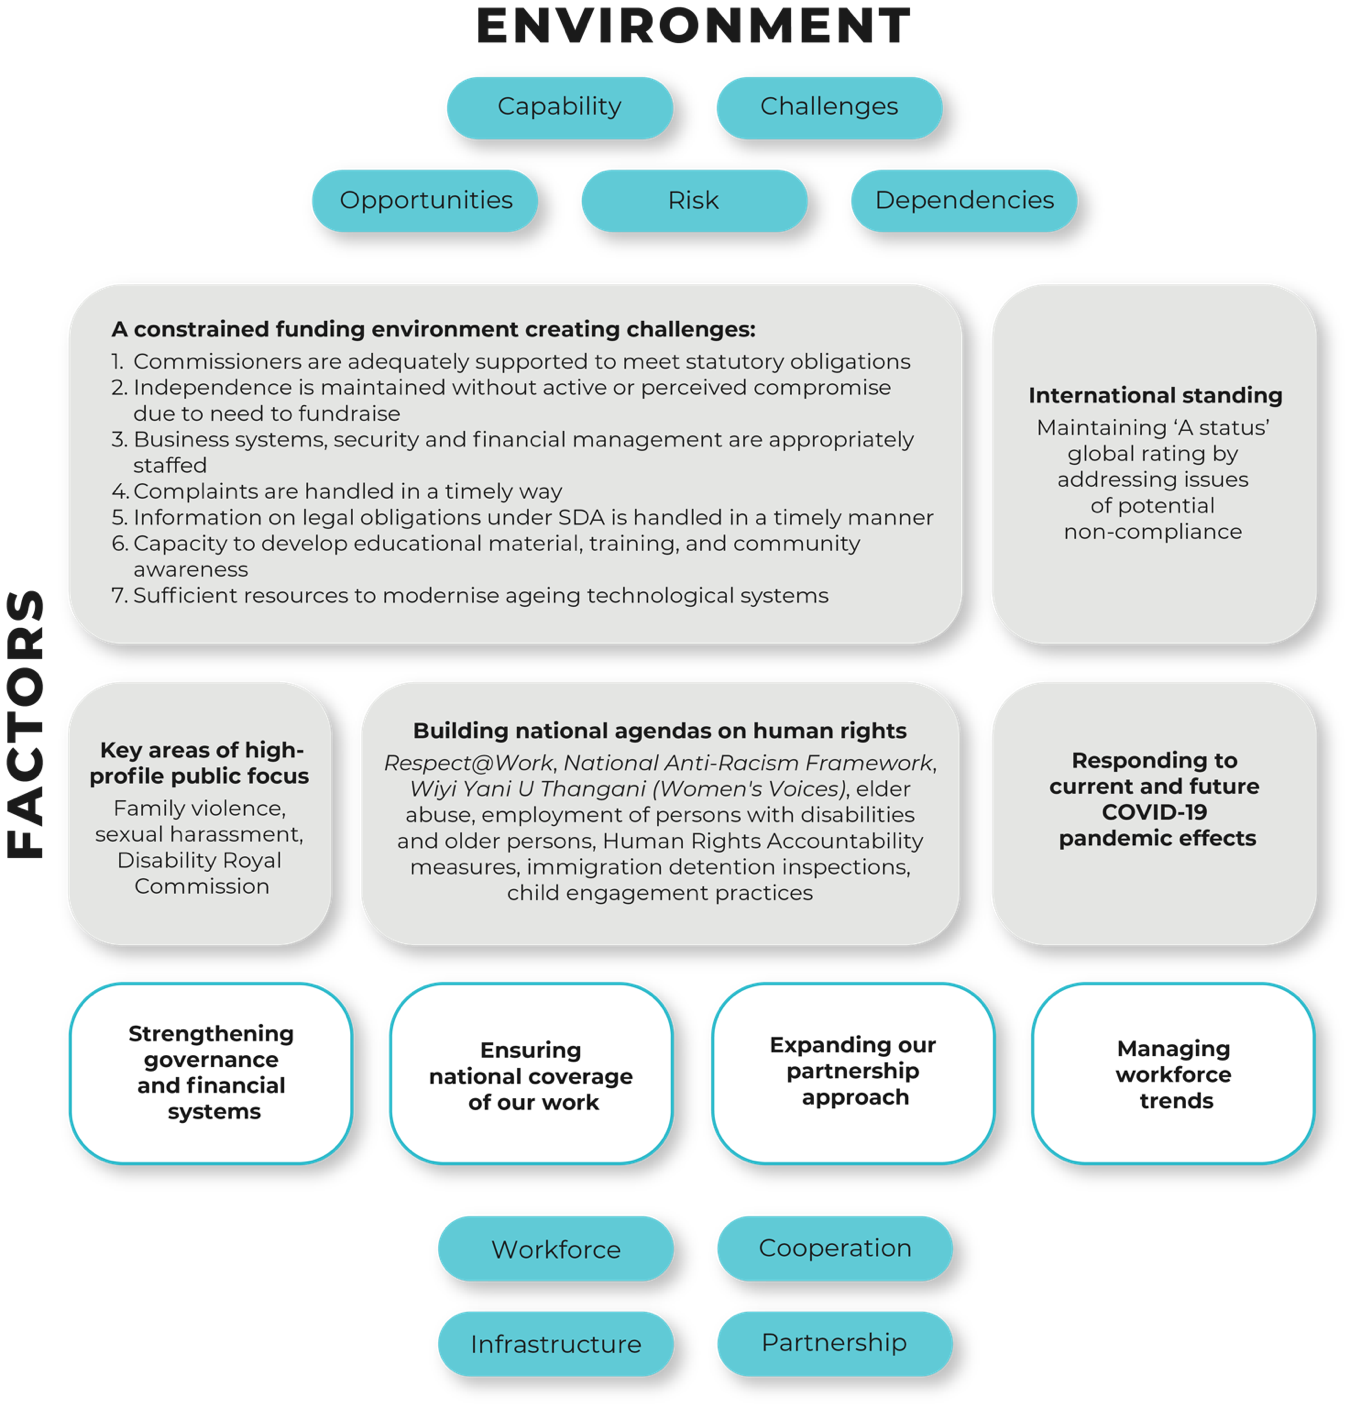 ENVIRONMENT
Capability
Challenges
Opportunities
Risk
Dependencies
FACTORS
A constrained funding environment creating challenges:
1. Commissioners are adequately supported to meet statutory obligations
2. Independence is maintained without active or perceived compromise
due to need to fundraise
3. Business systems, security and financial management are appropriately
staffed
4. Complaints are handled in a timely way
5. Information on legal obligations under SDA is handled in a timely manner
6. Capacity to develop educational material, training, and community
awareness
7. Sufficient resources to modernise ageing technological systems
International standing
Maintaining ‘A status’
global rating by
addressing issues
of potential
non-compliance
Key areas of high-
profile public focus
Family violence,
sexual harassment,
Disability Royal
Commission
Building national agendas on human rights
Respect@Work, National Anti-Racism Framework,
Wiyi Yani U Thangani (Women's Voices), elder
abuse, employment of persons with disabilities
and older persons, Human Rights Accountability
measures, immigration detention inspections,
child engagement practices
Responding to
current and future
COVID-19
pandemic effects
Strengthening
governance
and financial
systems
Ensuring
national coverage
of our work
Expanding our
partnership
approach
Managing
workforce
trends
Workforce
Cooperation
Infrastructure
Partnership